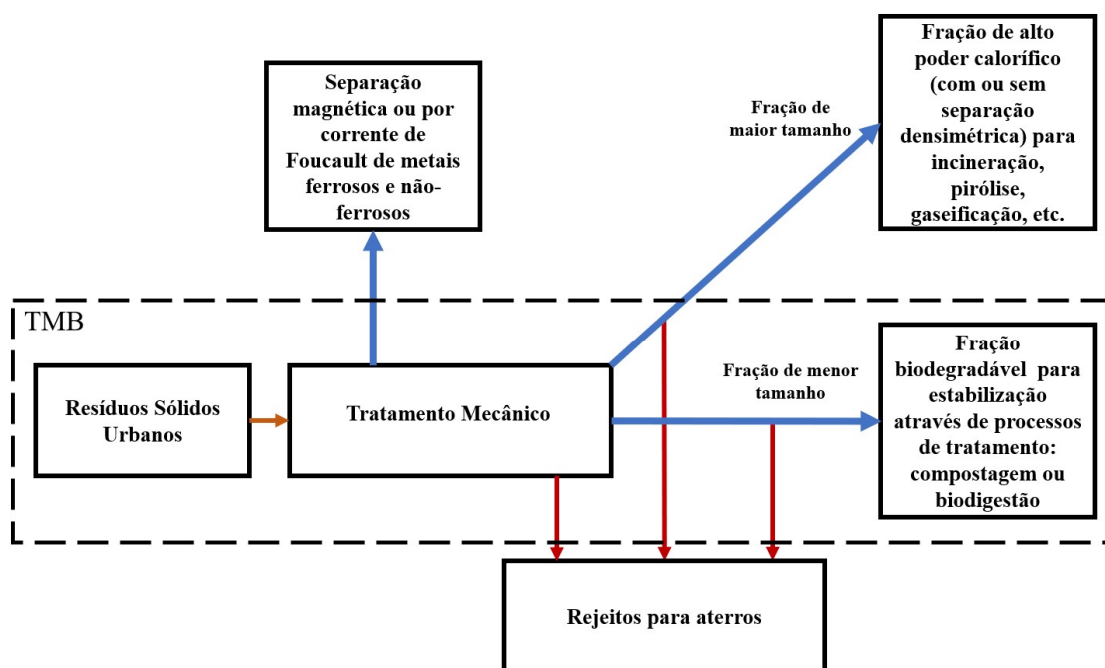 Separação
magnética ou por
corrente de
Foucault de metais
ferrosos e não-
ferrosos
Fração de
maior tamanho
Fração de alto
poder calorífico
(com ou sem
separação
densimétrica) para
incineração,
pirólise,
gaseificação, etc.
TMB
Resíduos Sólidos
Urbanos
Tratamento Mecânico
Fração de menor
tamanho
Fração
biodegradável para
estabilização
através de processos
de tratamento:
compostagem ou
biodigestão
Rejeitos para aterros